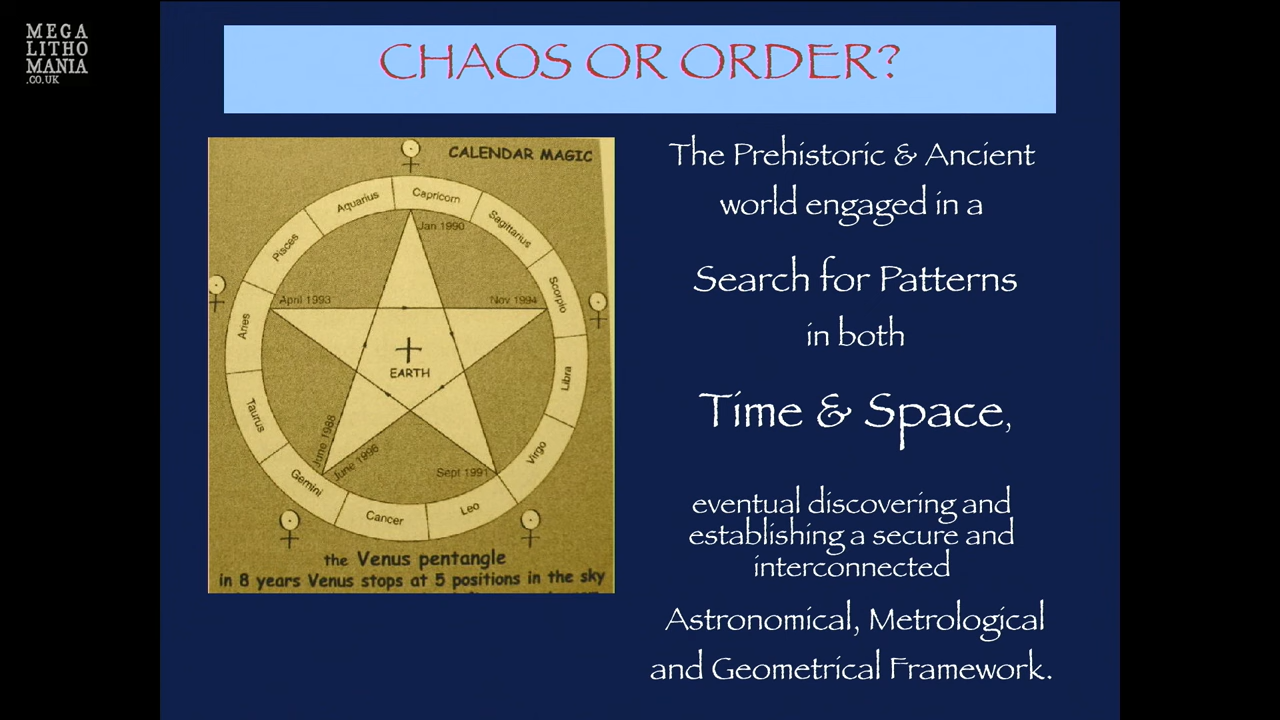 MEGA
LITHO
MANIA
.CO.UK
CHAOS OR ORDER?
CALENDAR MAGIC
Capricorn
Aquarius
Sagittarius
Pisces
Scorpio
Aries
Libra
Taurus
Virgo
Gemini
Cancer
Leo
Jan 1990
April 1993
Nov 1994
EARTH
June 1988
June 1996
Sept 1991
the Venus pentangle
in 8 years Venus stops at 5 positions in the sky
The Prehistoric & Ancient
world engaged in a
Search for Patterns
in both
Time & Space,
eventual discovering and
establishing a secure and
interconnected
Astronomical, Metrological
and Geometrical Framework.